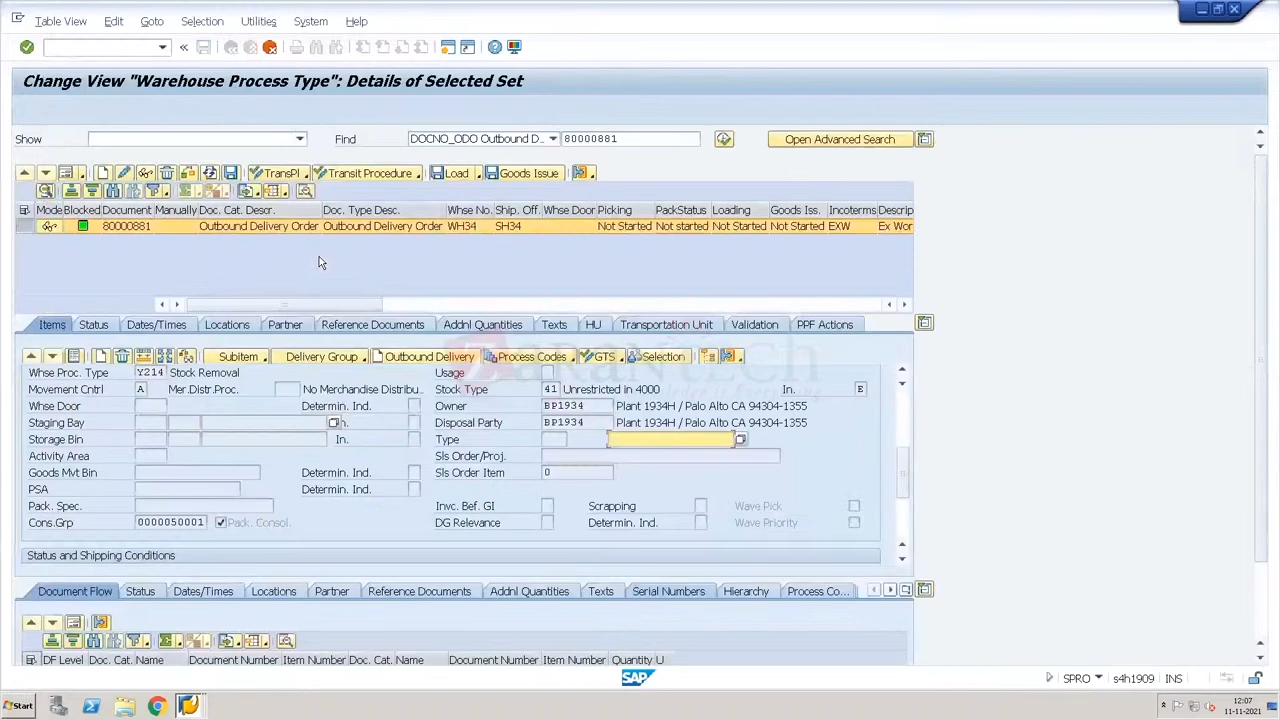 Table View Edit Goto Selection Utilities System Help
Change View "Warehouse Process Type": Details of Selected Set
Show Find DOCNO_ODO Outbound D... 80000881 Open Advanced Search
TransPl Transit Procedure Load Goods Issue
Mode Blocked Document Manually Doc. Cat. Descr. Doc. Type Desc. Whse No. Ship. Off. Whse Door Picking PackStatus Loading Goods Iss. Incoterms Descrip
80000881 Outbound Delivery Order Outbound Delivery Order WH34 SH34 Not Started Not started Not Started Not Started EXW Ex Wor
Items Status Dates/Times Locations Partner Reference Documents Addnl Quantities Texts HU Transportation Unit Validation PPF Actions
Subitem Delivery Group Outbound Delivery Process Codes GTS Selection
Whse Proc. Type Y214 Stock Removal Usage
Movement Cntrl A Mer.Distr.Proc. No Merchandise Distribu... Stock Type 41 Unrestricted in 4000 In. E
Whse Door Determin. Ind. Owner BP1934 Plant 1934H / Palo Alto CA 94304-1355
Staging Bay Disposal Party BP1934 Plant 1934H / Palo Alto CA 94304-1355
Storage Bin In. Type
Activity Area Sls Order/Proj.
Goods Mvt Bin Determin. Ind. Sls Order Item 0
PSA Determin. Ind.
Pack. Spec. Invc. Bef. GI Scrapping Wave Pick
Cons.Grp 0000050001 Pack. Consol. DG Relevance Determin. Ind. Wave Priority
Status and Shipping Conditions
Document Flow Status Dates/Times Locations Partner Reference Documents Addnl Quantities Texts Serial Numbers Hierarchy Process Co...
DF Level Doc. Cat. Name Document Number Item Number Doc. Cat. Name Document Number Item Number Quantity U
SAP SPRO s4h1909 INS
Start 12:07
11-11-2021